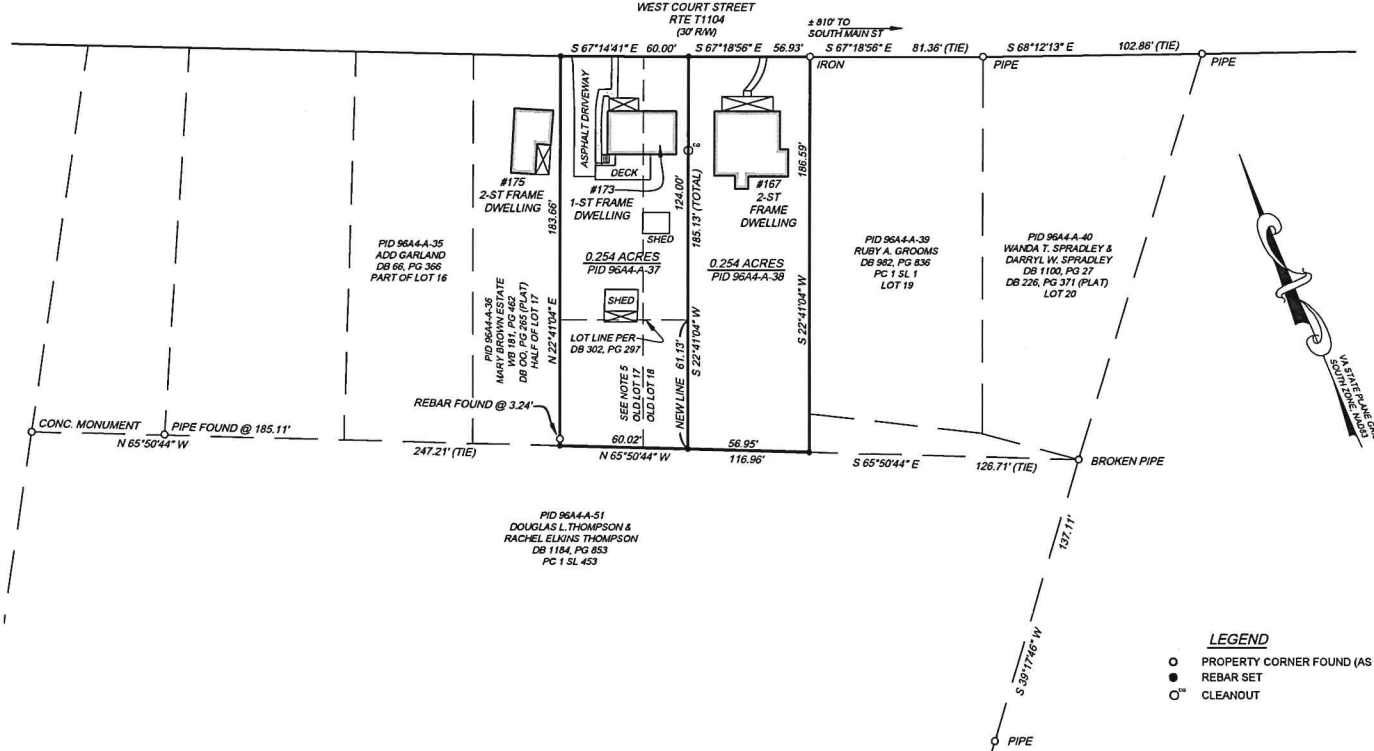 WEST COURT STREET
RTE T1104
(30' R/W)
± 810' TO
SOUTH MAIN ST
S 67°14'41" E 60.00'
S 67°18'56" E 56.93'
S 67°18'56" E 81.36' (TIE)
S 68°12'13" E 102.86' (TIE)
IRON
PIPE
PIPE
ASPHALT DRIVEWAY
DECK
#175
2-ST FRAME
DWELLING
#173
1-ST FRAME
DWELLING
#167
2-ST
FRAME
DWELLING
183.66'
N 22°41'04" E
124.00'
185.13' (TOTAL)
186.59'
S 22°41'04" W
SHED
0.254 ACRES
PID 96A4-A-37
0.254 ACRES
PID 96A4-A-38
PID 96A4-A-35
ADD GARLAND
DB 66, PG 366
PART OF LOT 16
PID 96A4-A-36
MARY BROWN ESTATE
WB 181, PG 462
DB OO, PG 265 (PLAT)
HALF OF LOT 17
PID 96A4-A-39
RUBY A. GROOMS
DB 982, PG 836
PC 1 SL 1
LOT 19
PID 96A4-A-40
WANDA T. SPRADLEY &
DARRYL W. SPRADLEY
DB 1100, PG 27
DB 226, PG 371 (PLAT)
LOT 20
SHED
LOT LINE PER
DB 302, PG 297
SEE NOTE 5
OLD LOT 17
OLD LOT 18
NEW LINE 61.13'
S 22°41'04" W
REBAR FOUND @ 3.24'
CONC. MONUMENT
PIPE FOUND @ 185.11'
N 65°50'44" W
247.21' (TIE)
60.02'
N 65°50'44" W
56.95'
116.96'
S 65°50'44" E
126.71' (TIE)
BROKEN PIPE
137.11'
S 39°17'46" W
PIPE
PID 96A4-A-51
DOUGLAS L. THOMPSON &
RACHEL ELKINS THOMPSON
DB 1184, PG 853
PC 1 SL 453
VA STATE PLANE GRID
SOUTH ZONE, NAD83
LEGEND
PROPERTY CORNER FOUND (AS
REBAR SET
CLEANOUT